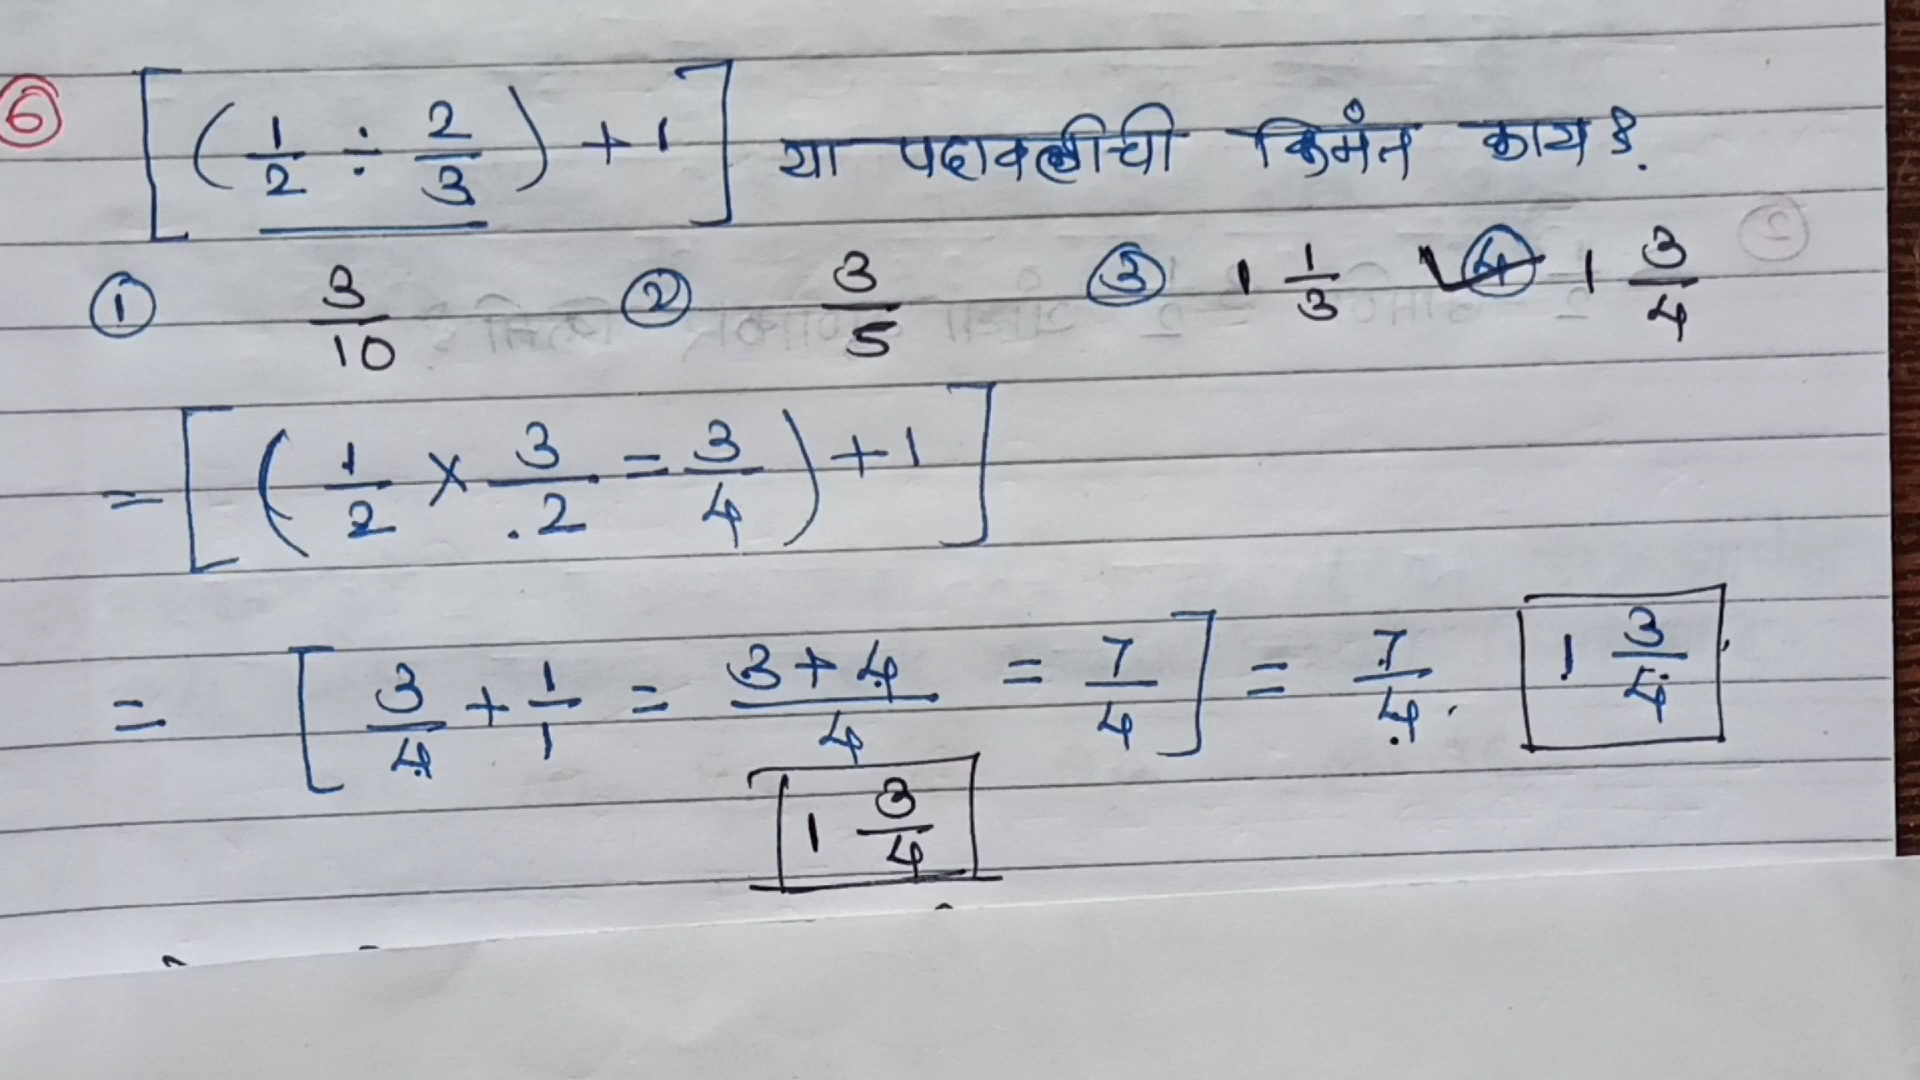 6 [(1/2 ÷ 2/3) + 1] या पदावलीची किमंत काय ?.
① 3/10 ② 3/5 ③ 1 1/3 ④ 1 3/4
= [(1/2 × 3/2 = 3/4) + 1]
= [3/4 + 1/1 = 3+4/4 = 7/4] = 7/4. 1 3/4
1 3/4